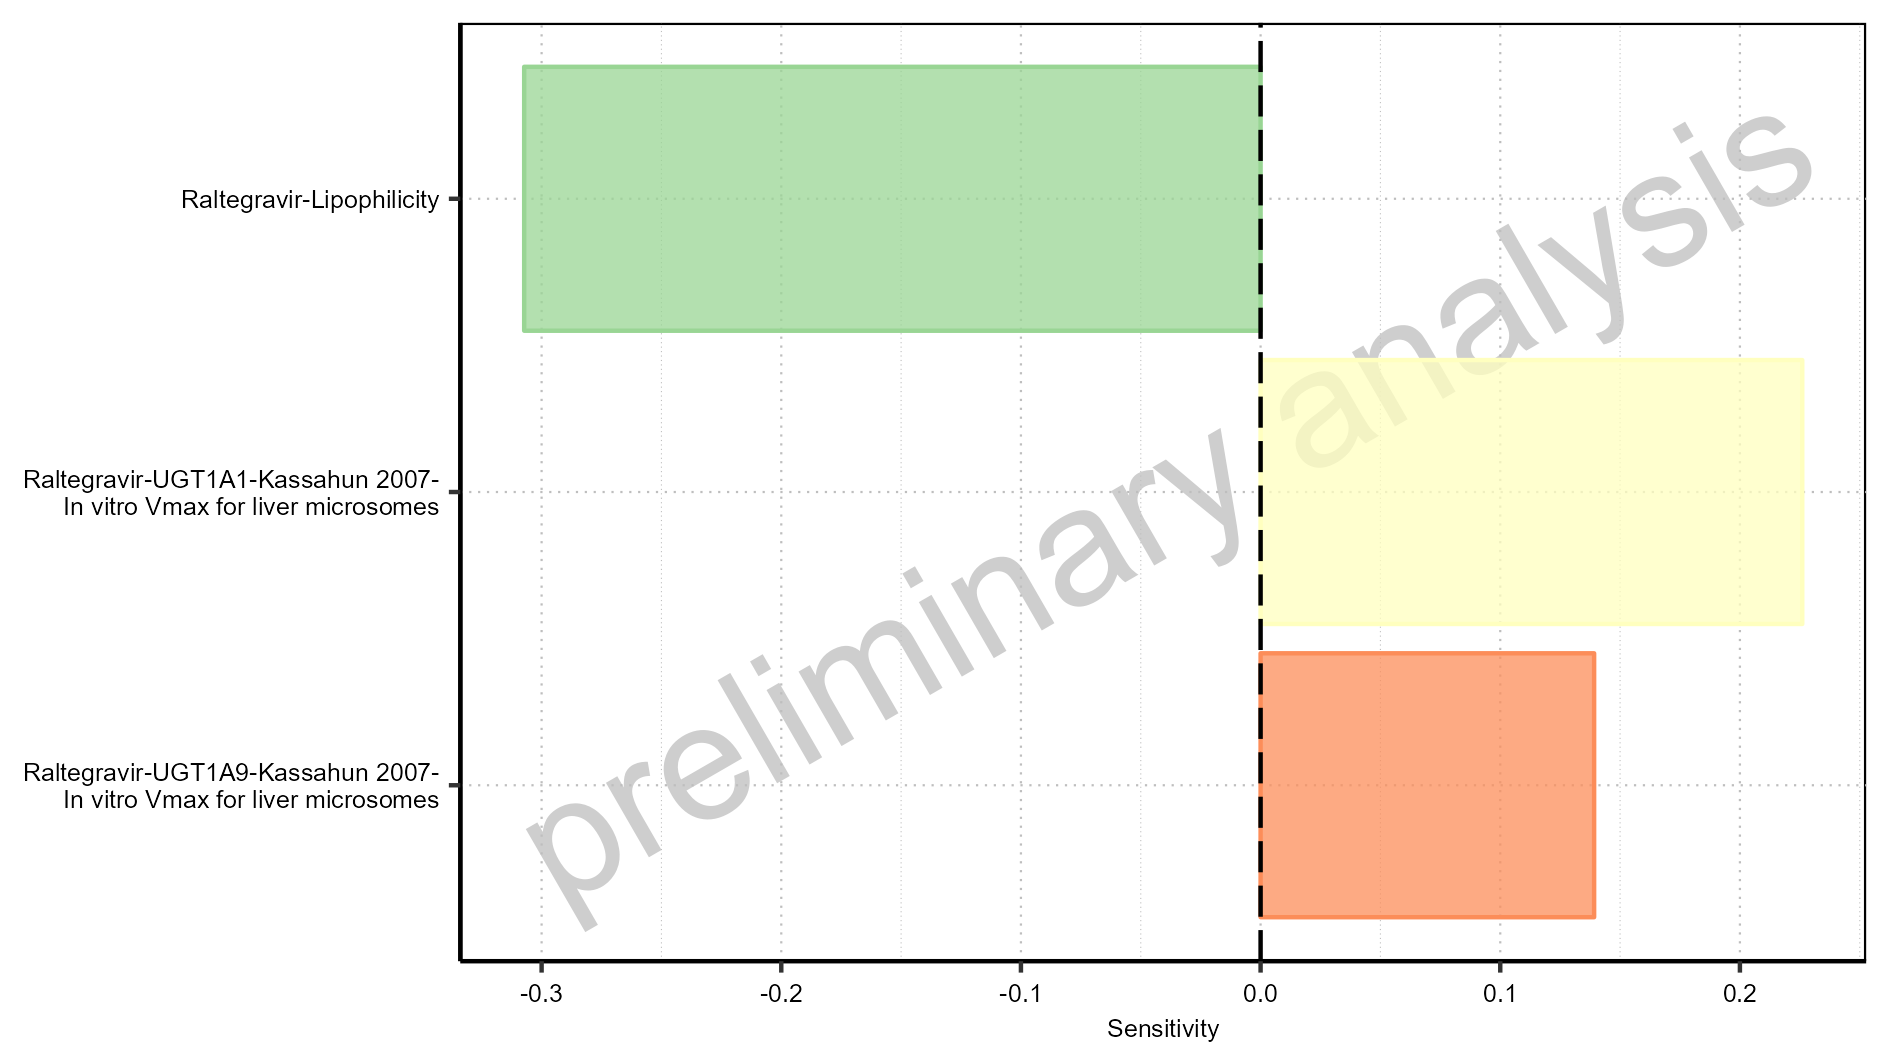 Raltegravir-Lipophilicity
Raltegravir-UGT1A1-Kassahun 2007-
In vitro Vmax for liver microsomes
Raltegravir-UGT1A9-Kassahun 2007-
In vitro Vmax for liver microsomes
preliminary analysis
-0.3 -0.2 -0.1 0.0 0.1 0.2
Sensitivity